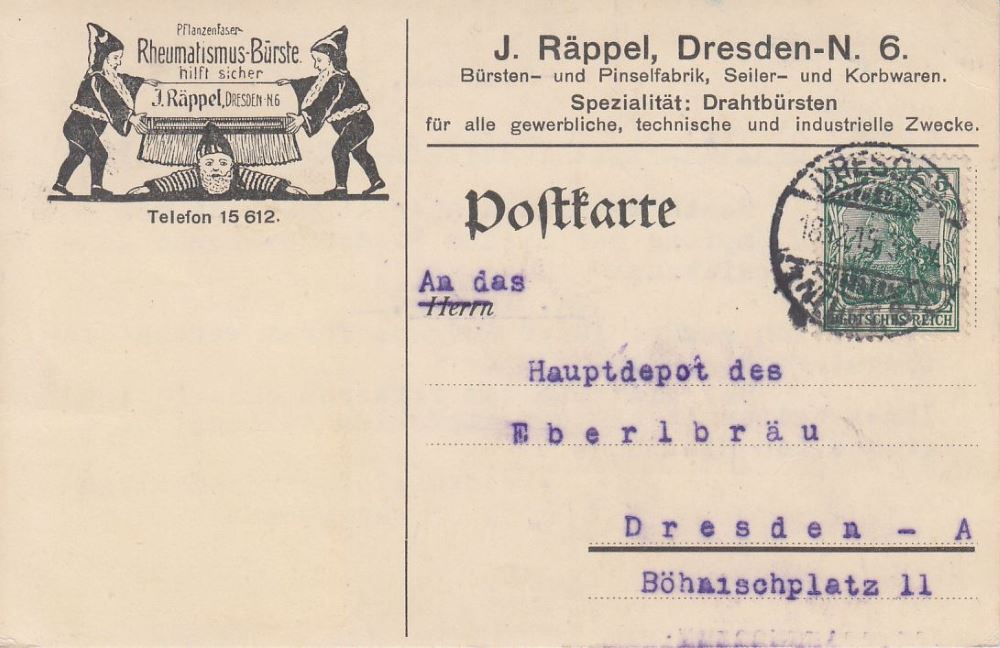 Pflanzenfaser-
Rheumatismus-Bürste.
hilft sicher
J. Räppel, DRESDEN-N.6
Telefon 15 612.
J. Räppel, Dresden-N. 6.
Bürsten- und Pinselfabrik, Seiler- und Korbwaren.
Spezialität: Drahtbürsten
für alle gewerbliche, technische und industrielle Zwecke.
Postkarte
DRESDEN
DEUTSCHES REICH
An das
Herrn
Hauptdepot des
Eberlbräu
Dresden - A
Böhmischplatz 11